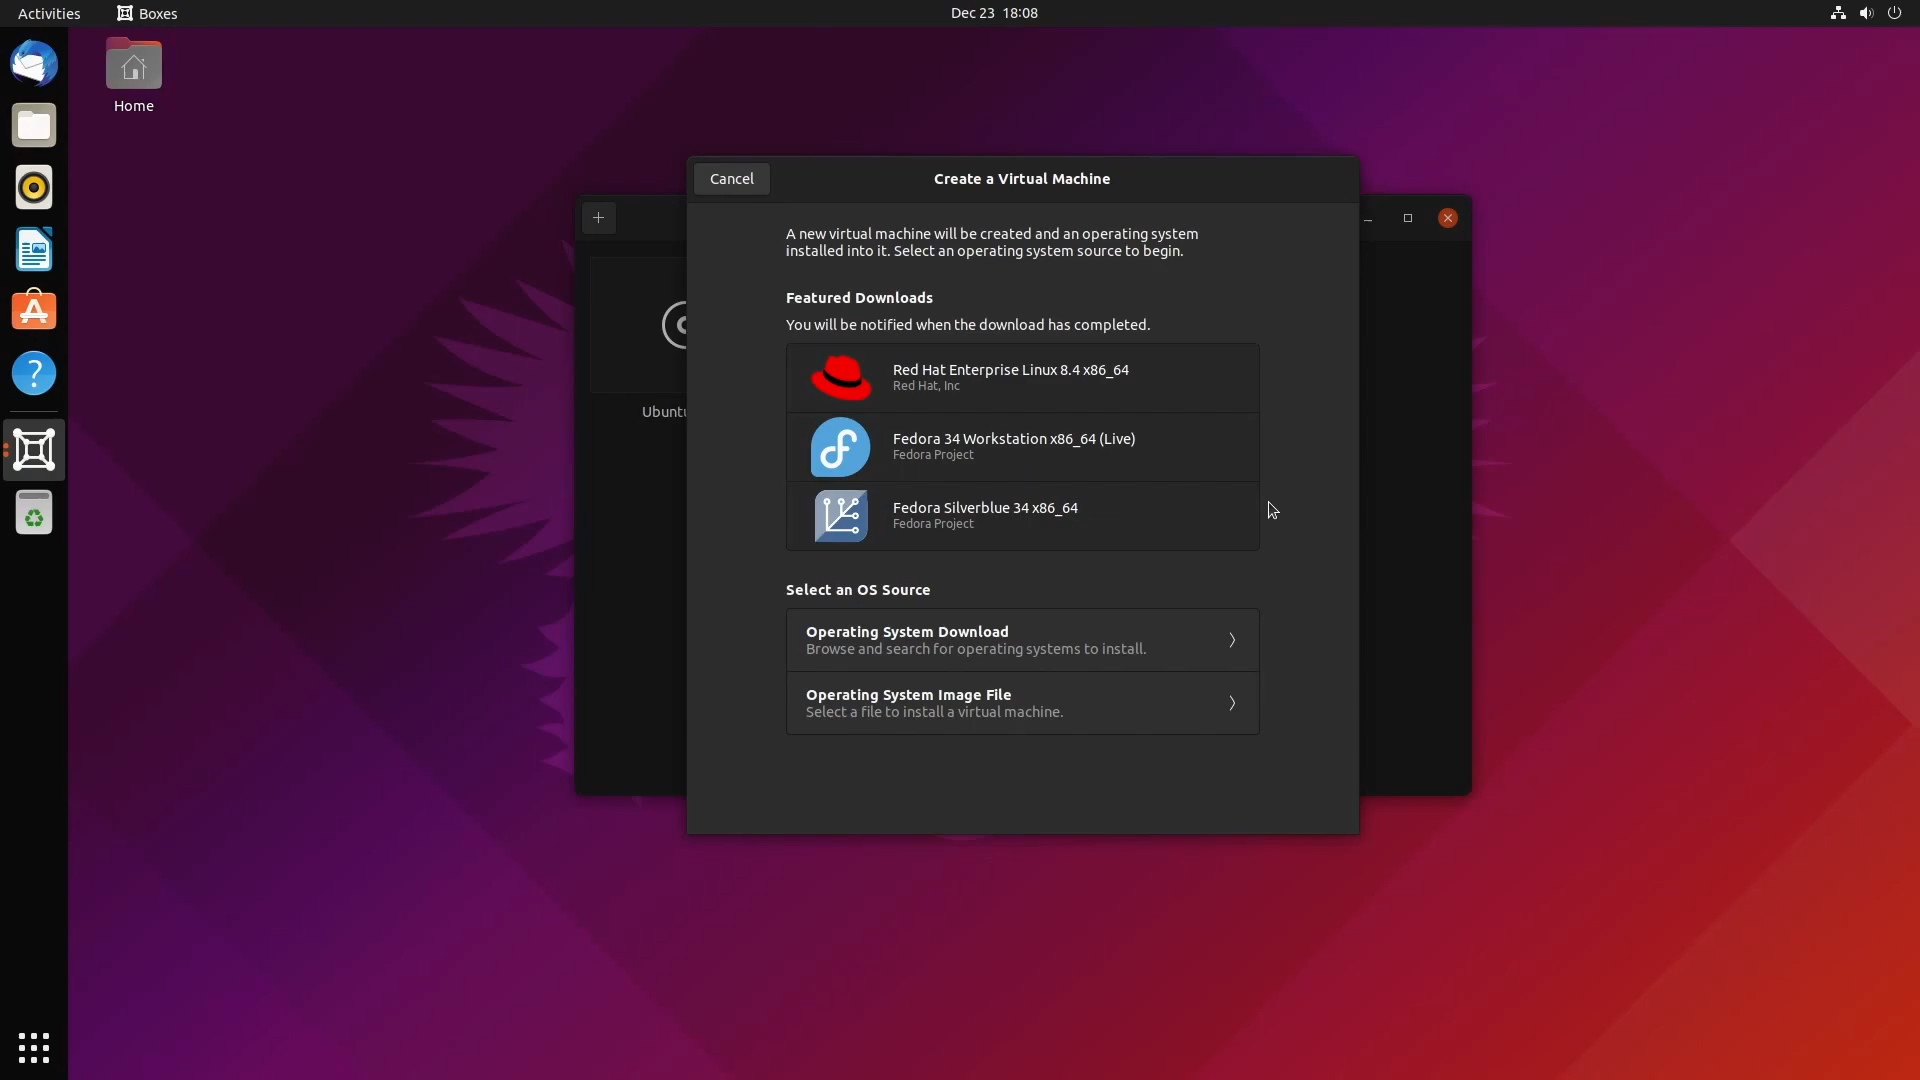 Activities
Boxes
Dec 23 18:08
Home
Cancel
Create a Virtual Machine
A new virtual machine will be created and an operating system
installed into it. Select an operating system source to begin.
Featured Downloads
You will be notified when the download has completed.
Red Hat Enterprise Linux 8.4 x86_64
Red Hat, Inc
Ubuntu
Fedora 34 Workstation x86_64 (Live)
Fedora Project
Fedora Silverblue 34 x86_64
Fedora Project
Select an OS Source
Operating System Download
Browse and search for operating systems to install.
Operating System Image File
Select a file to install a virtual machine.